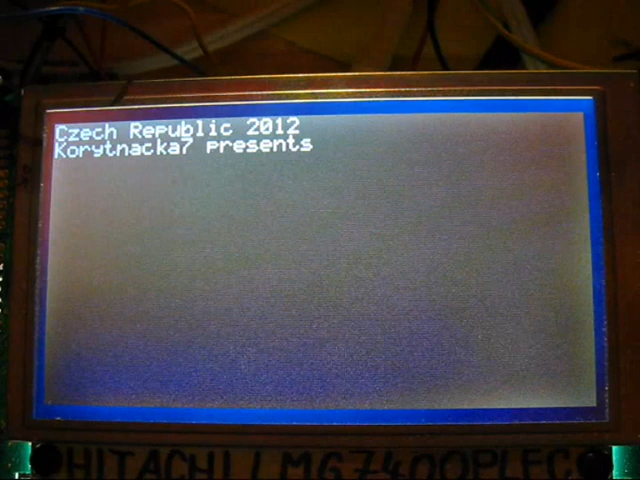 Czech Republic 2012
Korytnacka7 presents
HITACHI LMG7400PLFC